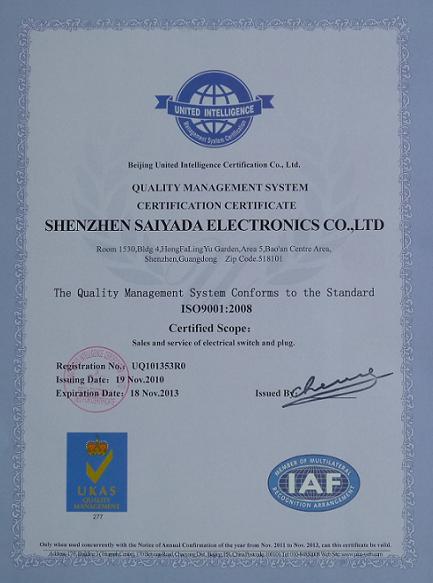 UNITED INTELLIGENCE
Management System Certification
Beijing United Intelligence Certification Co., Ltd.
QUALITY MANAGEMENT SYSTEM
CERTIFICATION CERTIFICATE
SHENZHEN SAIYADA ELECTRONICS CO.,LTD
Room 1530,Bldg 4,HongFaLingYu Garden,Area 5,Bao'an Centre Area,
Shenzhen,Guangdong Zip Code.518101
The Quality Management System Conforms to the Standard
ISO9001:2008
Certified Scope:
Sales and service of electrical switch and plug.
Registration No.: UQ101353R0
Issuing Date: 19 Nov.2010
Expiration Date: 18 Nov.2013
Issued By:
UKAS
QUALITY
MANAGEMENT
277
MEMBER OF MULTILATERAL
IAF
RECOGNITION ARRANGEMENT
Only when used concurrently with the Notice of Annual Confirmation of the year from Nov. 2011 to Nov. 2012, can this certificate be valid.